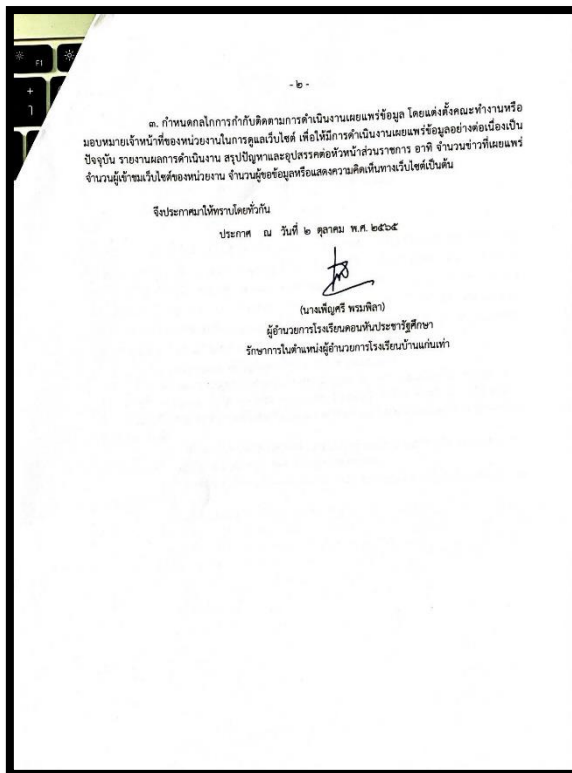 F1
+
- ๒ -
๓. กำหนดกลไกการกำกับติดตามการดำเนินงานเผยแพร่ข้อมูล โดยแต่งตั้งคณะทำงานหรือ
มอบหมายเจ้าหน้าที่ของหน่วยงานในการดูแลเว็บไซต์ เพื่อให้มีการดำเนินงานเผยแพร่ข้อมูลอย่างต่อเนื่องเป็น
ปัจจุบัน รายงานผลการดำเนินงาน สรุปปัญหาและอุปสรรคต่อหัวหน้าส่วนราชการ อาทิ จำนวนข่าวที่เผยแพร่
จำนวนผู้เข้าชมเว็บไซต์ของหน่วยงาน จำนวนผู้ขอข้อมูลหรือแสดงความคิดเห็นทางเว็บไซต์เป็นต้น
จึงประกาศมาให้ทราบโดยทั่วกัน
ประกาศ ณ วันที่ ๒ ตุลาคม พ.ศ. ๒๕๖๕
(นางเพ็ญศรี พรมพิลา)
ผู้อำนวยการโรงเรียนดอนหันประชารัฐศึกษา
รักษาการในตำแหน่งผู้อำนวยการโรงเรียนบ้านแก่นเท่า